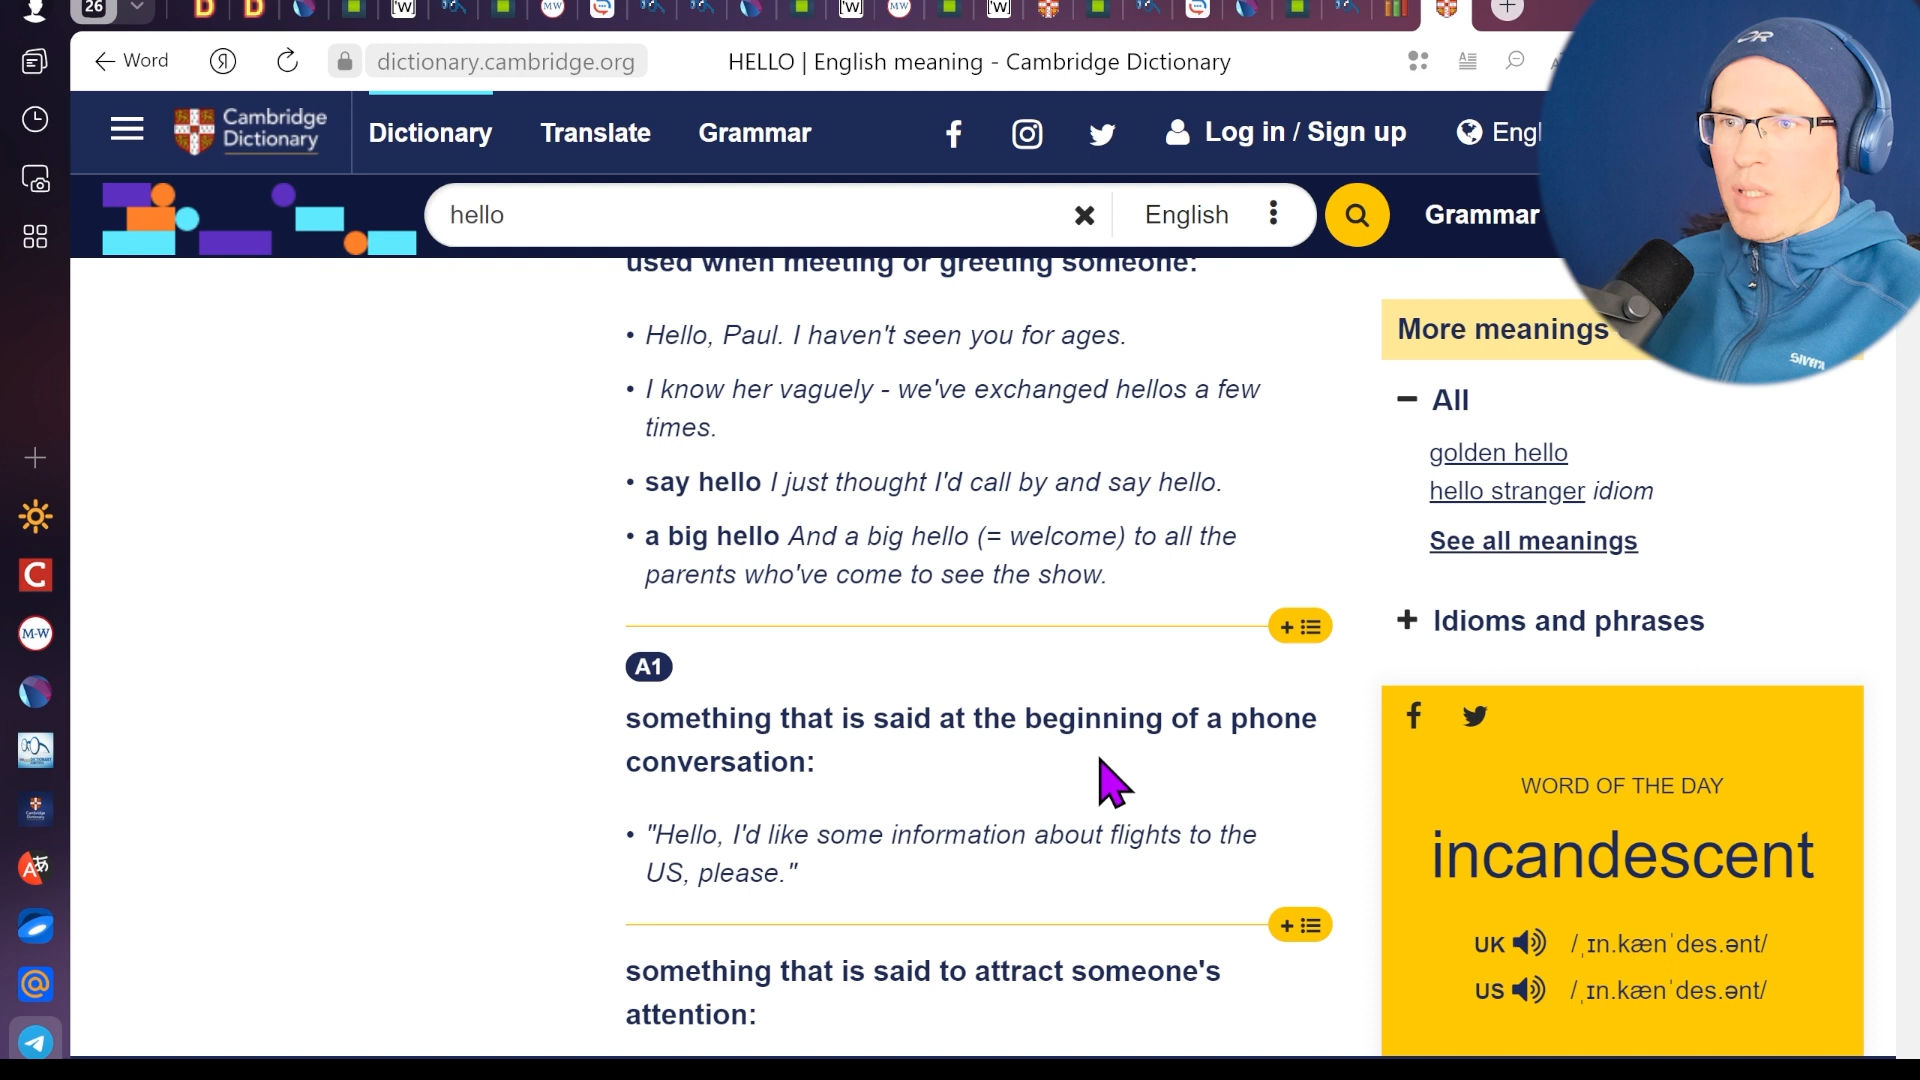 26
Word
dictionary.cambridge.org
HELLO | English meaning - Cambridge Dictionary
Cambridge
Dictionary
Dictionary
Translate
Grammar
Log in / Sign up
Engl
hello
English
Grammar
used when meeting or greeting someone:
• Hello, Paul. I haven't seen you for ages.
• I know her vaguely - we've exchanged hellos a few
times.
• say hello I just thought I'd call by and say hello.
• a big hello And a big hello (= welcome) to all the
parents who've come to see the show.
A1
something that is said at the beginning of a phone
conversation:
• "Hello, I'd like some information about flights to the
US, please."
something that is said to attract someone's
attention:
More meanings
All
golden hello
hello stranger idiom
See all meanings
Idioms and phrases
WORD OF THE DAY
incandescent
UK /ˌɪn.kænˈdes.ənt/
US /ˌɪn.kænˈdes.ənt/
C
M-W
OR